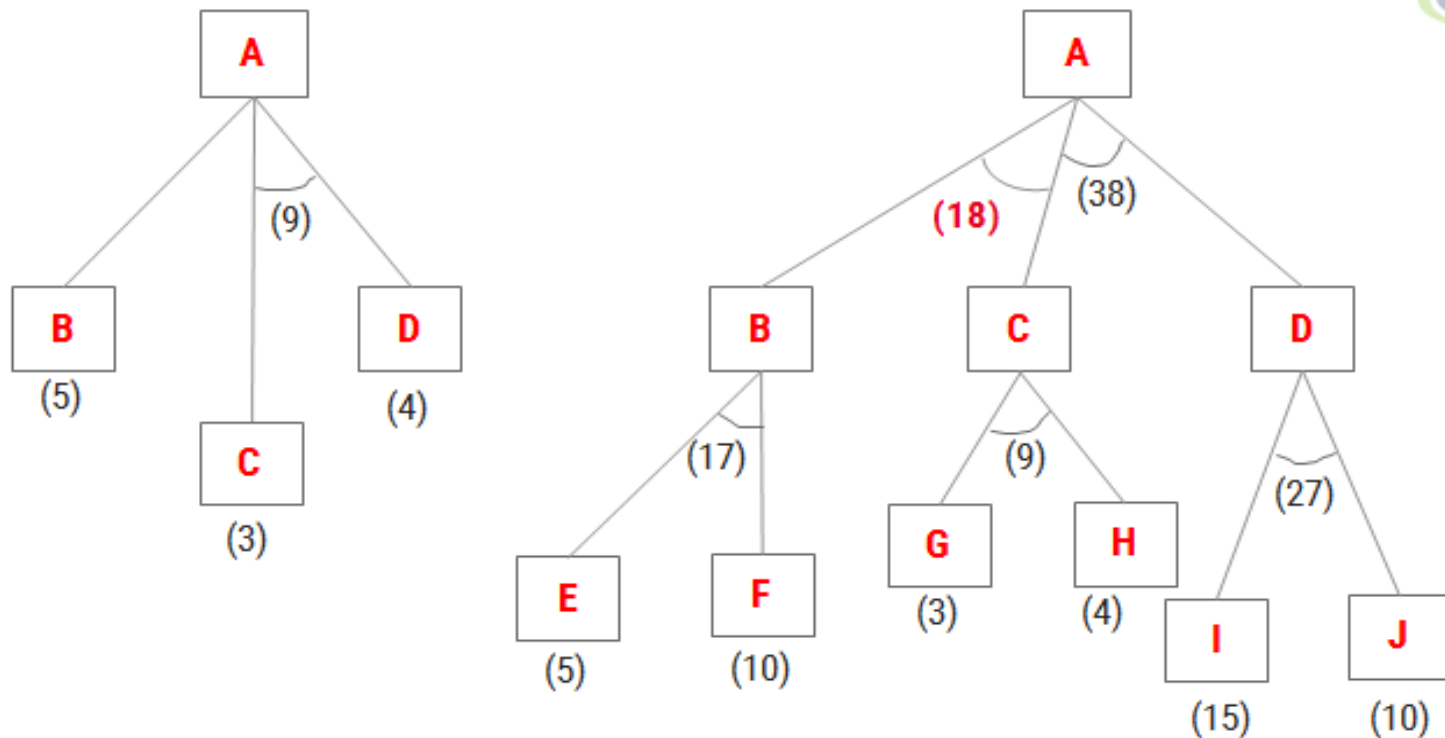 A
(9)
B
D
(5)
(4)
C
(3)
A
(18)
(38)
B
C
D
(17)
(9)
(27)
E
F
G
H
I
J
(5)
(10)
(3)
(4)
(15)
(10)